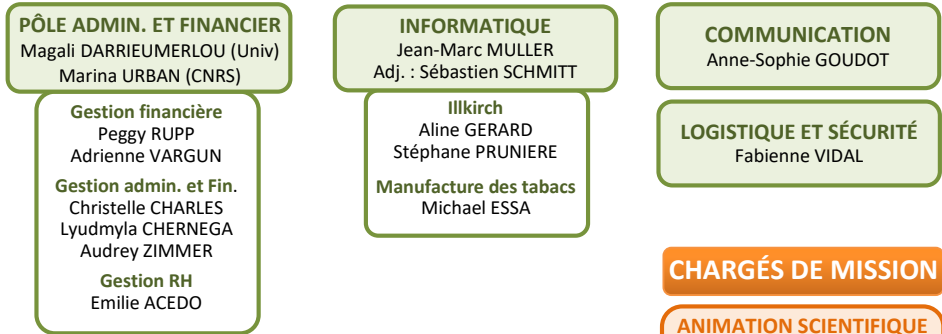 PÔLE ADMIN. ET FINANCIER
Magali DARRIEUMERLOU (Univ)
Marina URBAN (CNRS)
Gestion financière
Peggy RUPP
Adrienne VARGUN
Gestion admin. et Fin.
Christelle CHARLES
Lyudmyla CHERNEGA
Audrey ZIMMER
Gestion RH
Emilie ACEDO
INFORMATIQUE
Jean-Marc MULLER
Adj. : Sébastien SCHMITT
Illkirch
Aline GERARD
Stéphane PRUNIERE
Manufacture des tabacs
Michael ESSA
COMMUNICATION
Anne-Sophie GOUDOT
LOGISTIQUE ET SÉCURITÉ
Fabienne VIDAL
CHARGÉS DE MISSION
ANIMATION SCIENTIFIQUE